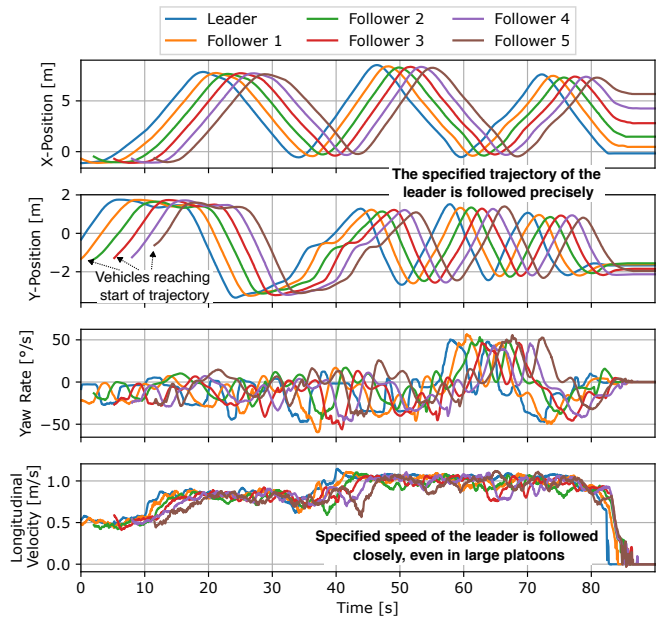 Leader Follower 2 Follower 4
Follower 1 Follower 3 Follower 5
X-Position [m]
5
0
The specified trajectory of the
leader is followed precisely
Y-Position [m]
2
0
−2
Vehicles reaching
start of trajectory
Yaw Rate [°/s]
50
0
−50
Longitudinal
Velocity [m/s]
1.0
0.5
0.0
Specified speed of the leader is followed
closely, even in large platoons
0 10 20 30 40 50 60 70 80
Time [s]